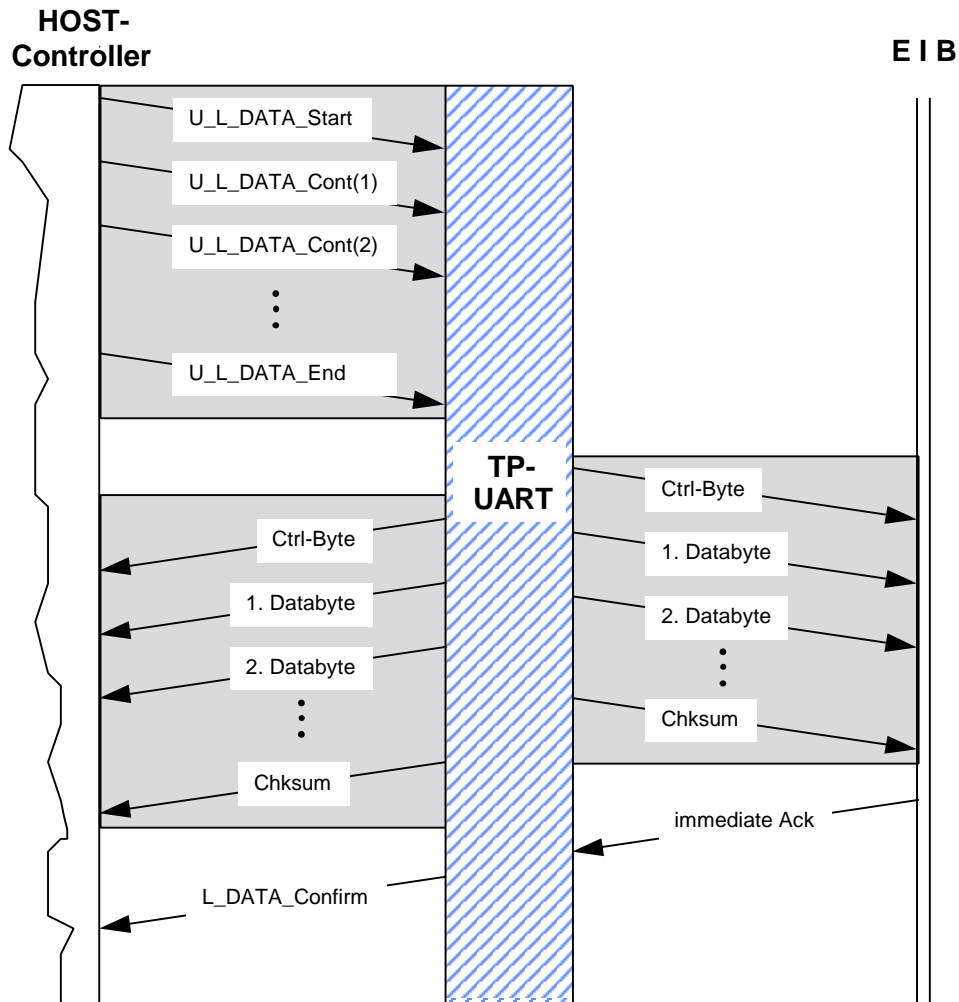 HOST-
Controller
E I B
U_L_DATA_Start
U_L_DATA_Cont(1)
U_L_DATA_Cont(2)
U_L_DATA_End
TP-
UART
Ctrl-Byte
1. Databyte
2. Databyte
Chksum
Ctrl-Byte
1. Databyte
2. Databyte
Chksum
immediate Ack
L_DATA_Confirm